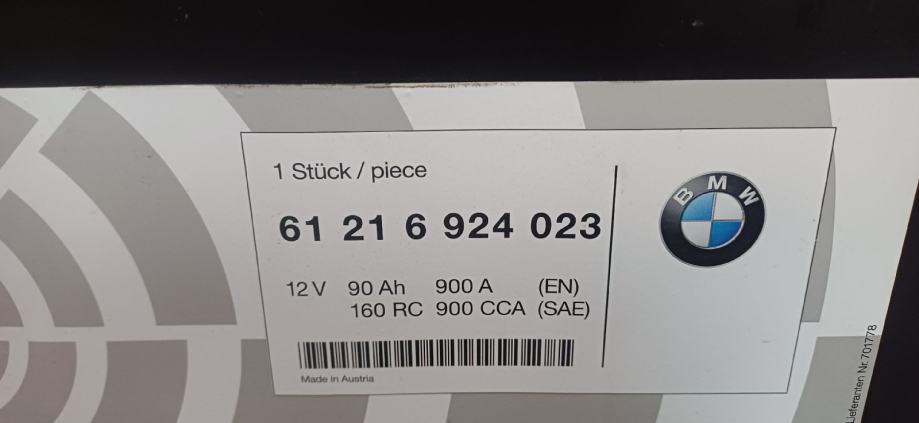 1 Stück / piece
61 21 6 924 023
12 V 90 Ah 900 A (EN)
160 RC 900 CCA (SAE)
Made in Austria
BMW
Lieferanten Nr. 701778